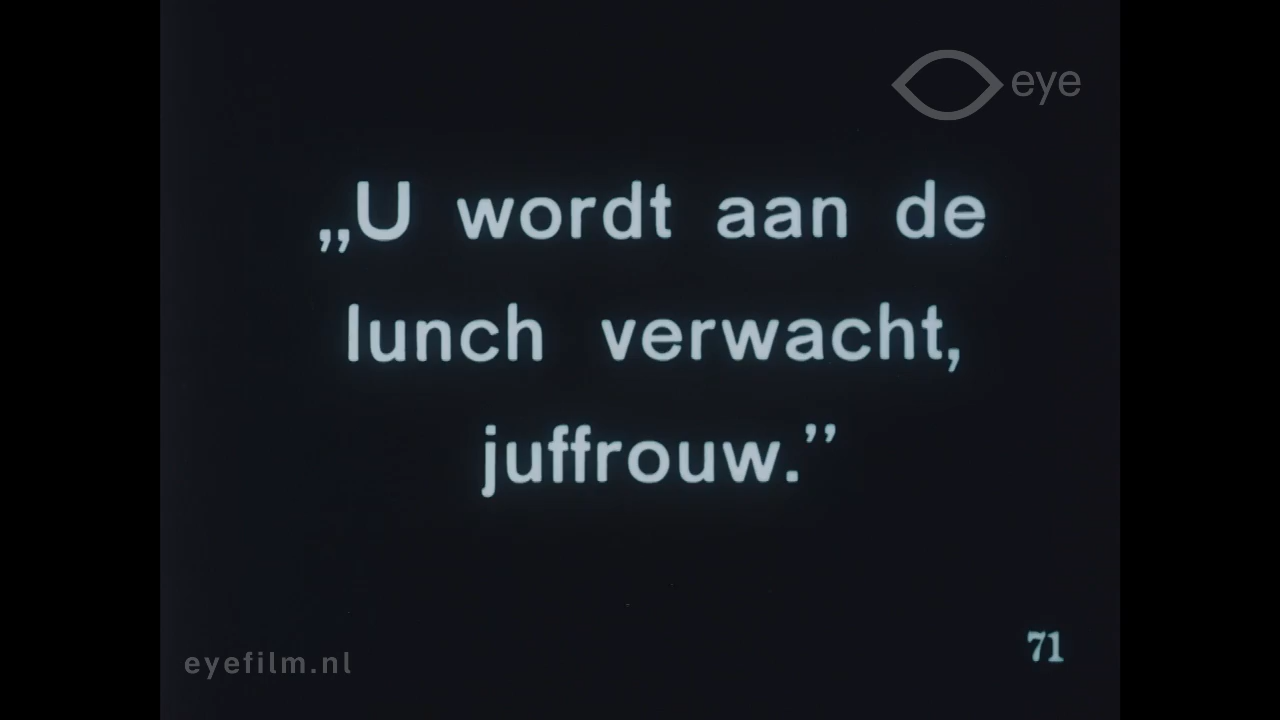 eye
„U wordt aan de
lunch verwacht,
juffrouw.”
71
eyefilm.nl